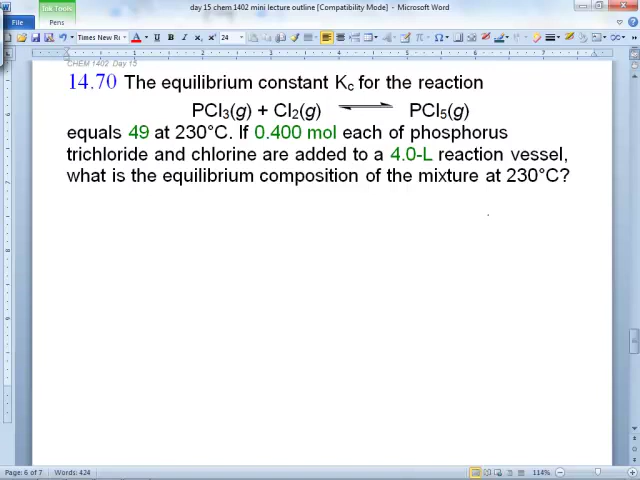 day 15 chem 1402 mini lecture outline [Compatibility Mode] - Microsoft Word
Ink Tools
File
Pens
Times New Ro
24
CHEM 1402 Day 15
14.70 The equilibrium constant Kc for the reaction
PCl3(g) + Cl2(g) ⇌ PCl5(g)
equals 49 at 230°C. If 0.400 mol each of phosphorus
trichloride and chlorine are added to a 4.0-L reaction vessel,
what is the equilibrium composition of the mixture at 230°C?
Page: 6 of 7
Words: 424
114%